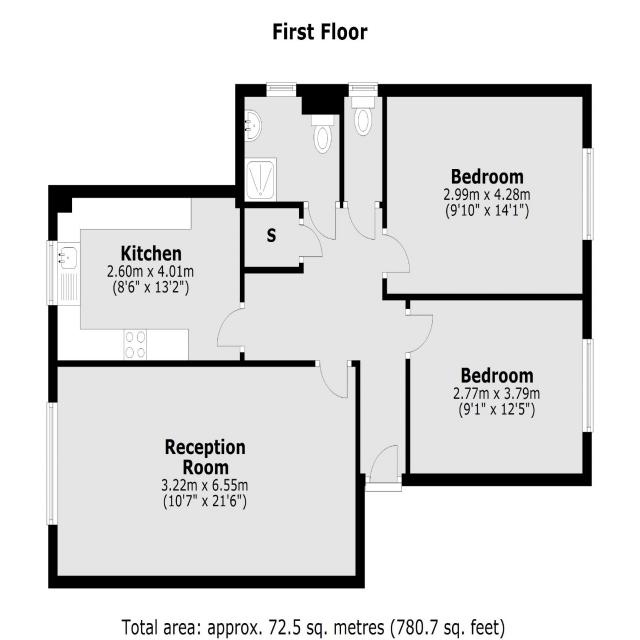 First Floor
Bedroom
2.99m x 4.28m
(9'10" x 14'1")
S
Kitchen
2.60m x 4.01m
(8'6" x 13'2")
Bedroom
2.77m x 3.79m
(9'1" x 12'5")
Reception
Room
3.22m x 6.55m
(10'7" x 21'6")
Total area: approx. 72.5 sq. metres (780.7 sq. feet)